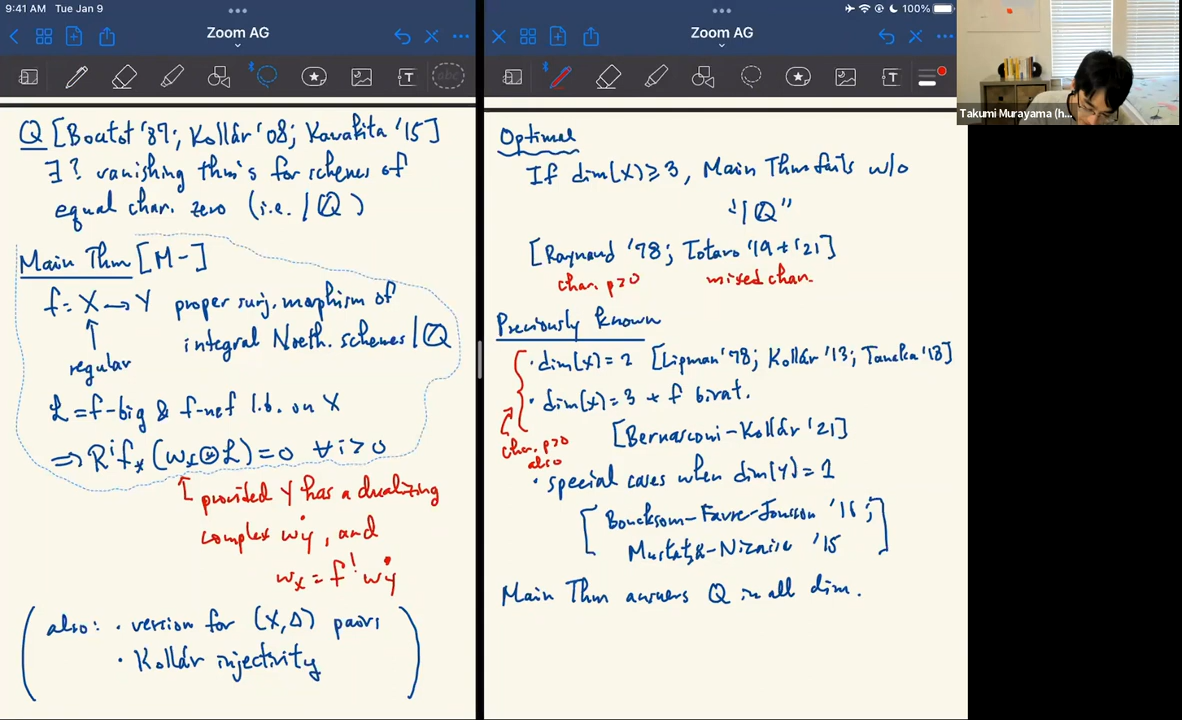 9:41 AM Tue Jan 9
Zoom AG
Q [Boutot '87; Kollár '08; Kawakita '15]
∃? vanishing thm's for schemes of
equal char. zero (i.e. /ℚ)
Main Thm [M-]
f: X → Y proper surj. morphism of
integral Noeth. schemes /ℚ
regular
ℒ = f-big & f-nef l.b. on X
⇒ Rⁱf⁎(ω_X⊗ℒ) = 0 ∀i>0
provided Y has a dualizing
complex ω_Y^•, and
ω_X = f^! ω_Y^•
also: · version for (X,Δ) pairs
· Kollár injectivity
100%
Zoom AG
Optimal
If dim(X) ≥ 3, Main Thm fails w/o
"/ℚ"
[Raynaud '78; Totaro '19 + '21]
char. p>0 mixed char.
Previously known
· dim(X) = 2 [Lipman '78; Kollár '13; Tanaka '18]
· dim(X) = 3 + f birat.
[Bernasconi-Kollár '21]
char. p>0
also
· special cases when dim(Y) = 1
[Boucksom-Favre-Jonsson '16;
Mustață-Nicaise '15]
Main Thm answers Q in all dim.
Takumi Murayama (h...